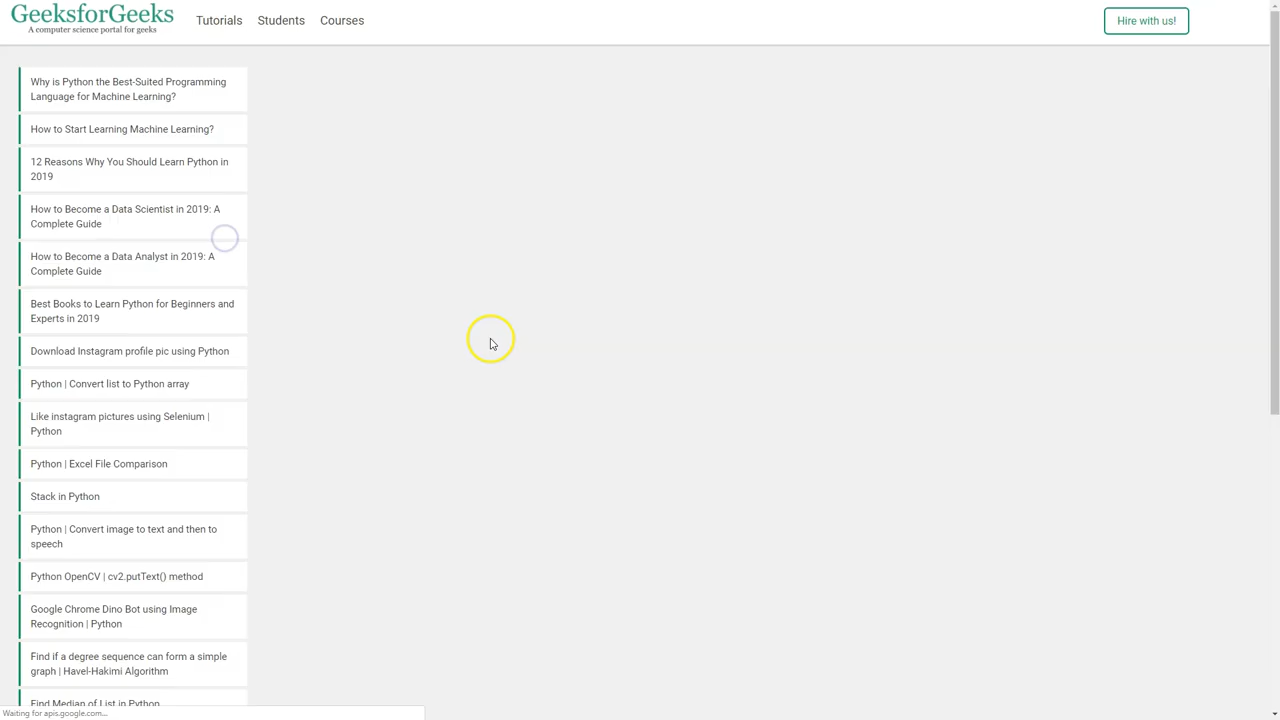 GeeksforGeeks
A computer science portal for geeks
Tutorials
Students
Courses
Hire with us!
Why is Python the Best-Suited Programming
Language for Machine Learning?
How to Start Learning Machine Learning?
12 Reasons Why You Should Learn Python in
2019
How to Become a Data Scientist in 2019: A
Complete Guide
How to Become a Data Analyst in 2019: A
Complete Guide
Best Books to Learn Python for Beginners and
Experts in 2019
Download Instagram profile pic using Python
Python | Convert list to Python array
Like instagram pictures using Selenium |
Python
Python | Excel File Comparison
Stack in Python
Python | Convert image to text and then to
speech
Python OpenCV | cv2.putText() method
Google Chrome Dino Bot using Image
Recognition | Python
Find if a degree sequence can form a simple
graph | Havel-Hakimi Algorithm
Find Median of List in Python
Waiting for apis.google.com...